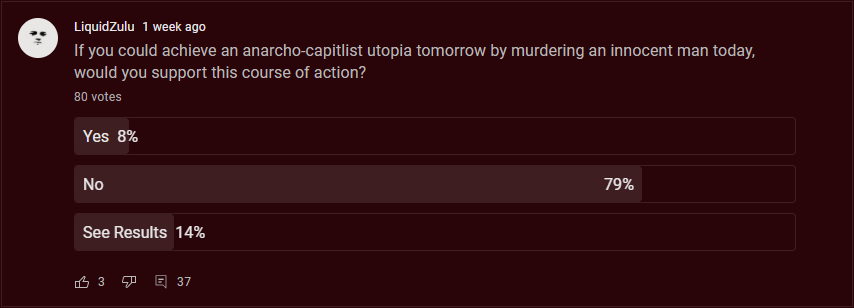 LiquidZulu 1 week ago
If you could achieve an anarcho-capitlist utopia tomorrow by murdering an innocent man today,
would you support this course of action?
80 votes
Yes 8%
No 79%
See Results 14%
3 37